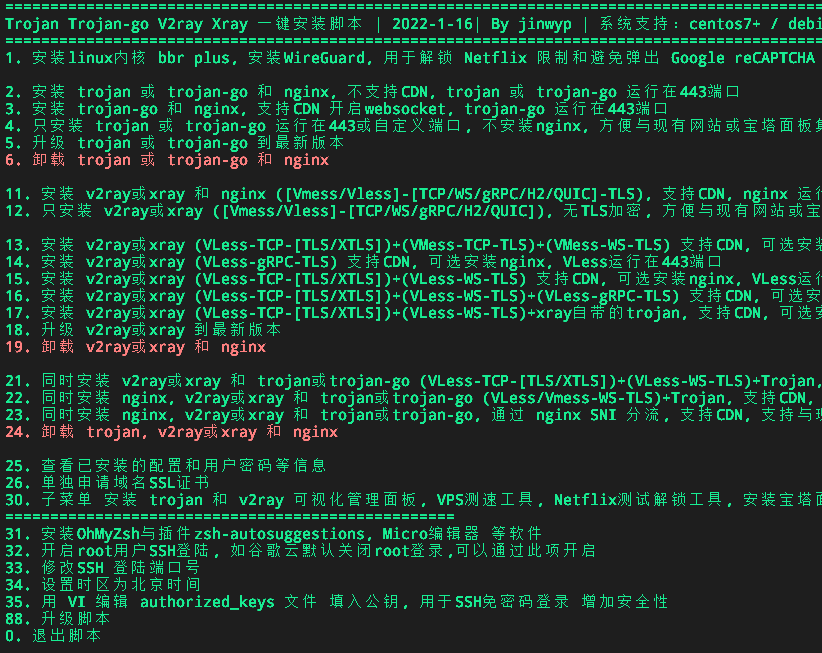 ============================================================
Trojan Trojan-go V2ray Xray 一键安装脚本 | 2022-1-16| By jinwyp | 系统支持: centos7+ / debi
============================================================
1. 安装linux内核 bbr plus, 安装WireGuard, 用于解锁 Netflix 限制和避免弹出 Google reCAPTCHA
2. 安装 trojan 或 trojan-go 和 nginx, 不支持CDN, trojan 或 trojan-go 运行在443端口
3. 安装 trojan-go 和 nginx, 支持CDN 开启websocket, trojan-go 运行在443端口
4. 只安装 trojan 或 trojan-go 运行在443或自定义端口, 不安装nginx, 方便与现有网站或宝塔面板集
5. 升级 trojan 或 trojan-go 到最新版本
6. 卸载 trojan 或 trojan-go 和 nginx
11. 安装 v2ray或xray 和 nginx ([Vmess/Vless]-[TCP/WS/gRPC/H2/QUIC]-TLS), 支持CDN, nginx 运行
12. 只安装 v2ray或xray ([Vmess/Vless]-[TCP/WS/gRPC/H2/QUIC]), 无TLS加密, 方便与现有网站或宝
13. 安装 v2ray或xray (VLess-TCP-[TLS/XTLS])+(VMess-TCP-TLS)+(VMess-WS-TLS) 支持CDN, 可选安装
14. 安装 v2ray或xray (VLess-gRPC-TLS) 支持CDN, 可选安装nginx, VLess运行在443端口
15. 安装 v2ray或xray (VLess-TCP-[TLS/XTLS])+(VLess-WS-TLS) 支持CDN, 可选安装nginx, VLess运行
16. 安装 v2ray或xray (VLess-TCP-[TLS/XTLS])+(VLess-WS-TLS)+(VLess-gRPC-TLS) 支持CDN, 可选安
17. 安装 v2ray或xray (VLess-TCP-[TLS/XTLS])+(VLess-WS-TLS)+xray自带的trojan, 支持CDN, 可选安
18. 升级 v2ray或xray 到最新版本
19. 卸载 v2ray或xray 和 nginx
21. 同时安装 v2ray或xray 和 trojan或trojan-go (VLess-TCP-[TLS/XTLS])+(VLess-WS-TLS)+Trojan,
22. 同时安装 nginx, v2ray或xray 和 trojan或trojan-go (VLess/Vmess-WS-TLS)+Trojan, 支持CDN,
23. 同时安装 nginx, v2ray或xray 和 trojan或trojan-go, 通过 nginx SNI 分流, 支持CDN, 支持与现
24. 卸载 trojan, v2ray或xray 和 nginx
25. 查看已安装的配置和用户密码等信息
26. 单独申请域名SSL证书
30. 子菜单 安装 trojan 和 v2ray 可视化管理面板, VPS测速工具, Netflix测试解锁工具, 安装宝塔面
==================================================
31. 安装OhMyZsh与插件zsh-autosuggestions, Micro编辑器 等软件
32. 开启root用户SSH登陆, 如谷歌云默认关闭root登录,可以通过此项开启
33. 修改SSH 登陆端口号
34. 设置时区为北京时间
35. 用 VI 编辑 authorized_keys 文件 填入公钥, 用于SSH免密码登录 增加安全性
88. 升级脚本
0. 退出脚本